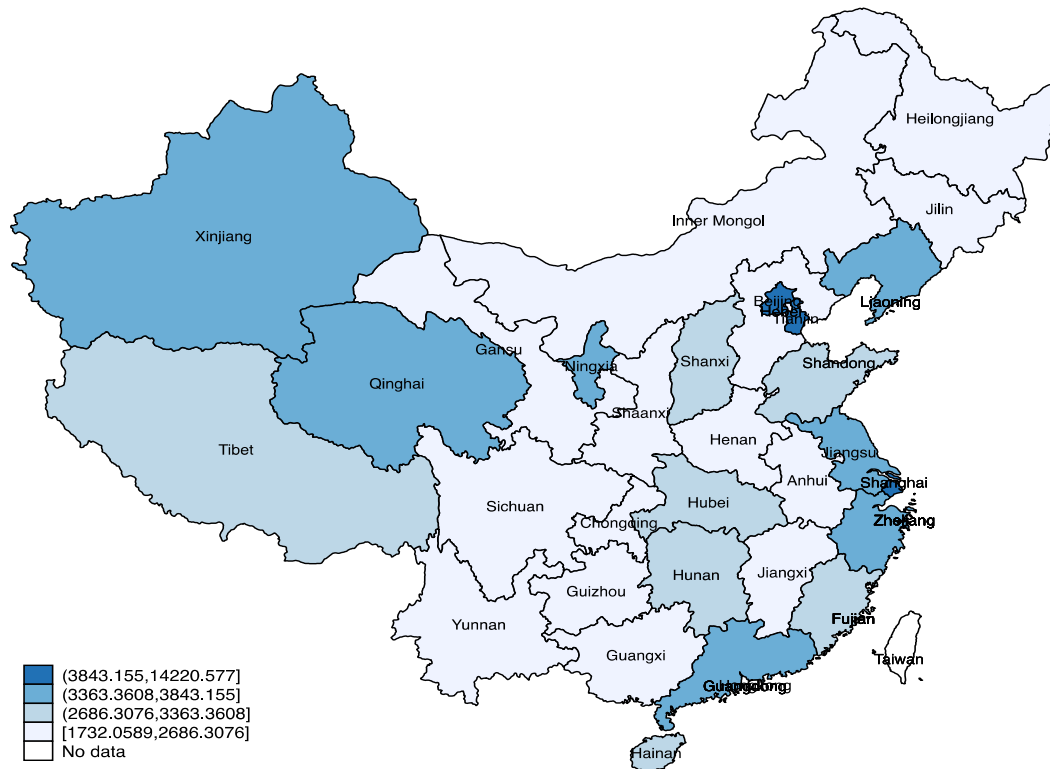 Heilongjiang
Jilin
Inner Mongol
Xinjiang
Beijing
Hebei
Tianjin
Liaoning
Gansu
Ningxia
Shanxi
Shandong
Qinghai
Shaanxi
Henan
Jiangsu
Tibet
Anhui
Shanghai
Sichuan
Hubei
Chongqing
Zhejiang
Hunan
Jiangxi
Guizhou
Fujian
Yunnan
Guangxi
Taiwan
Guangdong
Hainan
(3843.155,14220.577]
(3363.3608,3843.155]
(2686.3076,3363.3608]
[1732.0589,2686.3076]
No data